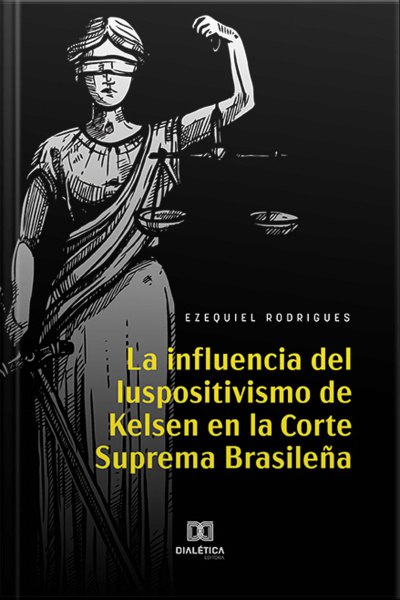 EZEQUIEL RODRIGUES
La influencia del
Iuspositivismo de
Kelsen en la Corte
Suprema Brasileña
DIALÉTICA
EDITORA